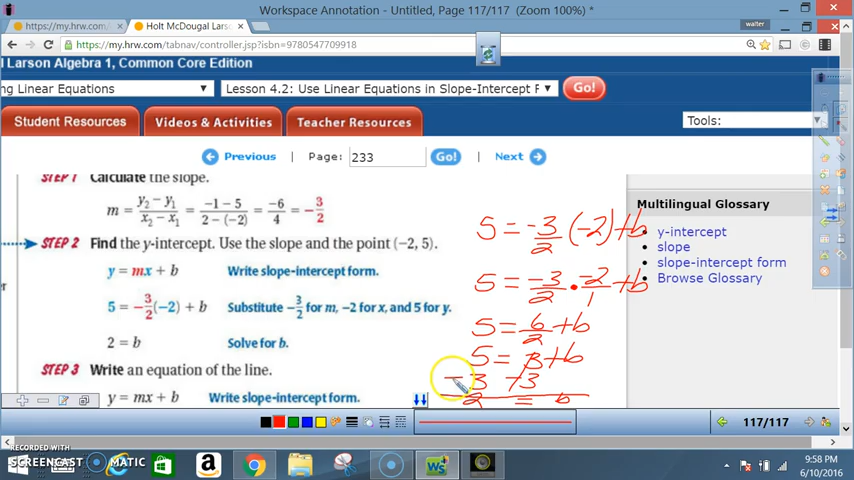 Workspace Annotation - Untitled, Page 117/117 (Zoom 100%) *
https://my.hrw.com/tabnav/
Holt McDougal Larson
walter
https://my.hrw.com/tabnav/controller.jsp?isbn=9780547709918
l Larson Algebra 1, Common Core Edition
ng Linear Equations
Lesson 4.2: Use Linear Equations in Slope-Intercept F
Go!
Student Resources
Videos & Activities
Teacher Resources
Tools:
Previous
Page: 233
Go!
Next
STEP 1 Calculate the slope.
m = y₂ − y₁ / x₂ − x₁ = −1 − 5 / 2 − (−2) = −6/4 = −3/2
STEP 2 Find the y-intercept. Use the slope and the point (−2, 5).
y = mx + b Write slope-intercept form.
5 = −3/2(−2) + b Substitute −3/2 for m, −2 for x, and 5 for y.
2 = b Solve for b.
STEP 3 Write an equation of the line.
y = mx + b Write slope-intercept form.
5 = -3/2 (-2) + b
5 = -3/2 • -2/1 + b
5 = 6/2 + b
5 = 3 + b
-3 -3
2 = b
Multilingual Glossary
y-intercept
slope
slope-intercept form
Browse Glossary
117/117
RECORDED WITH
SCREENCAST MATIC
9:58 PM
6/10/2016